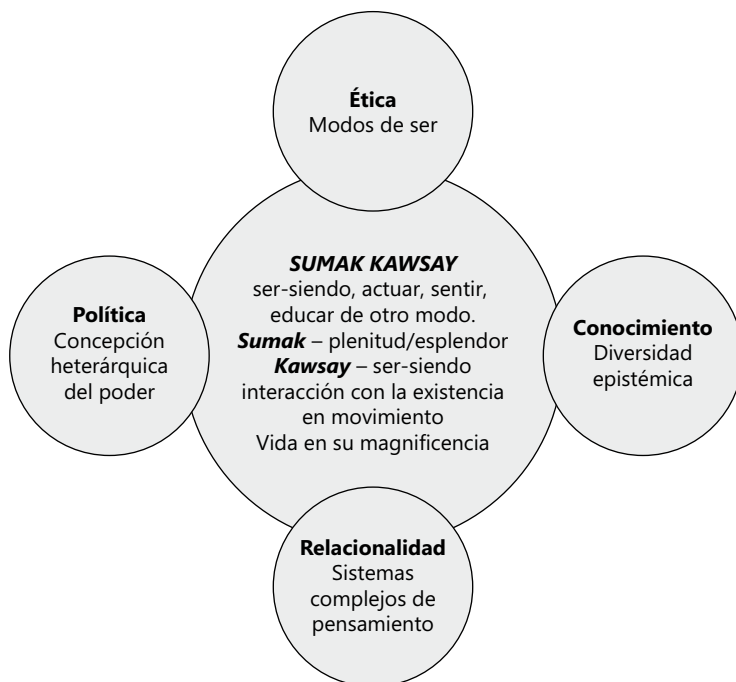 Ética
Modos de ser
SUMAK KAWSAY
ser-siendo, actuar, sentir,
educar de otro modo.
Sumak – plenitud/esplendor
Kawsay – ser-siendo
interacción con la existencia
en movimiento
Vida en su magnificencia
Política
Concepción
heterárquica
del poder
Conocimiento
Diversidad
epistémica
Relacionalidad
Sistemas
complejos de
pensamiento